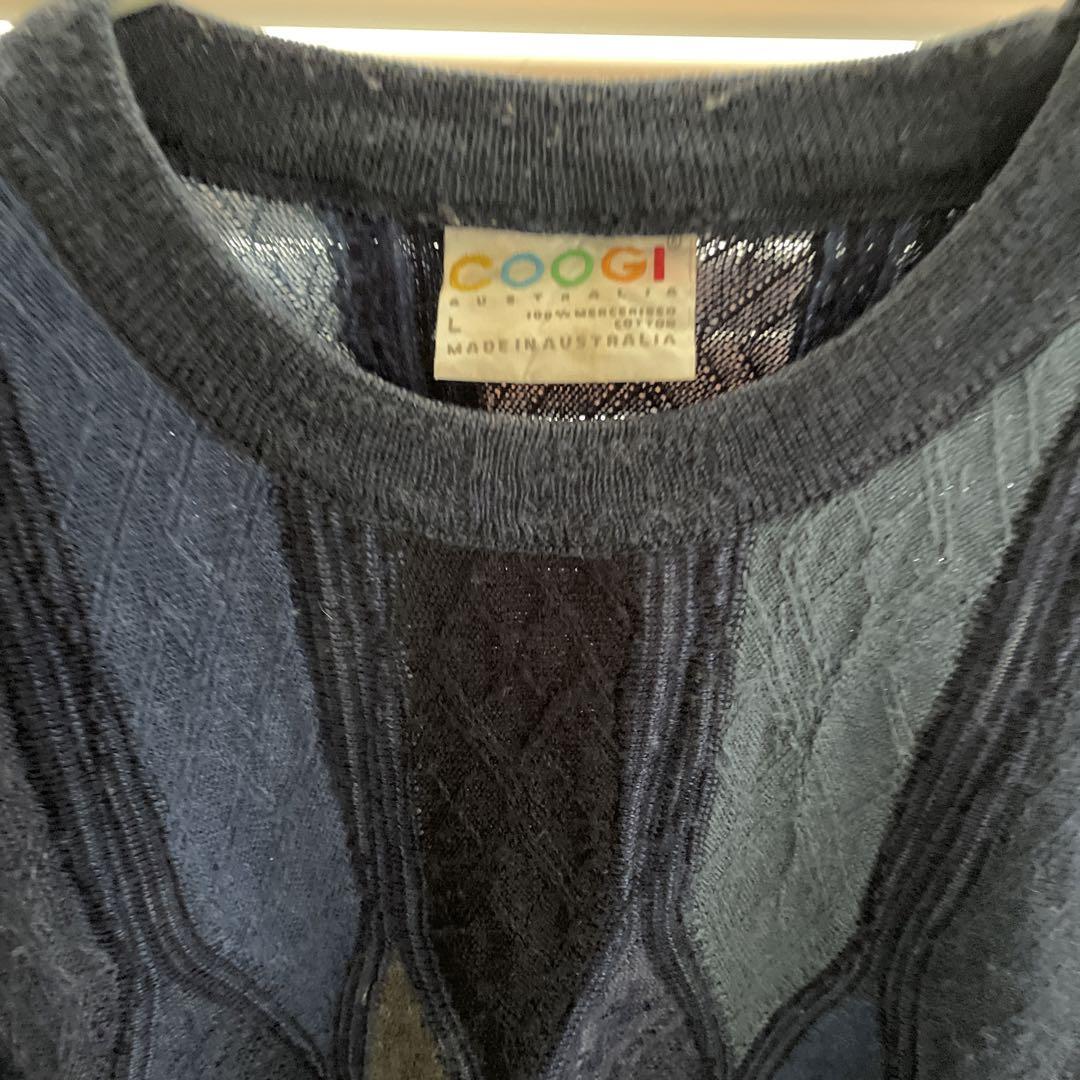 COOGI®
AUSTRALIA
L 100% MERCERISED
COTTON
MADE IN AUSTRALIA